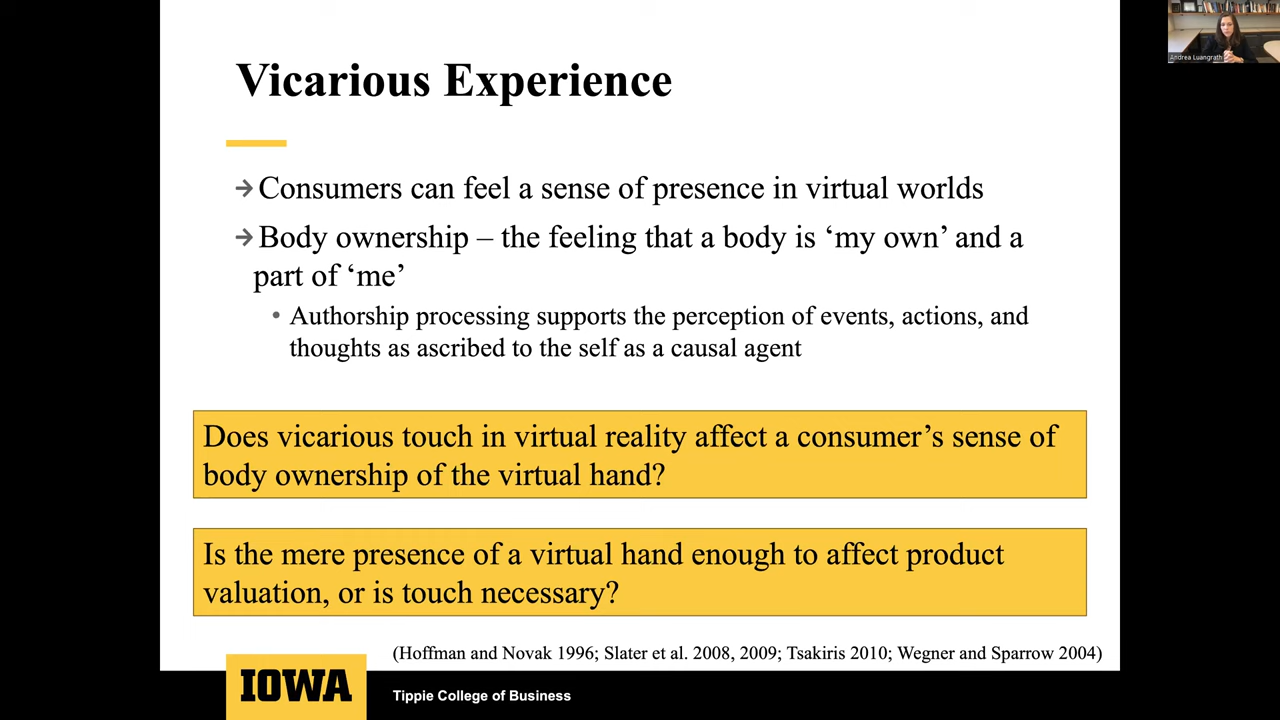 Vicarious Experience
Andrea Luangrath
→Consumers can feel a sense of presence in virtual worlds
→Body ownership – the feeling that a body is ‘my own’ and a
part of ‘me’
• Authorship processing supports the perception of events, actions, and
thoughts as ascribed to the self as a causal agent
Does vicarious touch in virtual reality affect a consumer’s sense of
body ownership of the virtual hand?
Is the mere presence of a virtual hand enough to affect product
valuation, or is touch necessary?
(Hoffman and Novak 1996; Slater et al. 2008, 2009; Tsakiris 2010; Wegner and Sparrow 2004)
IOWA
Tippie College of Business